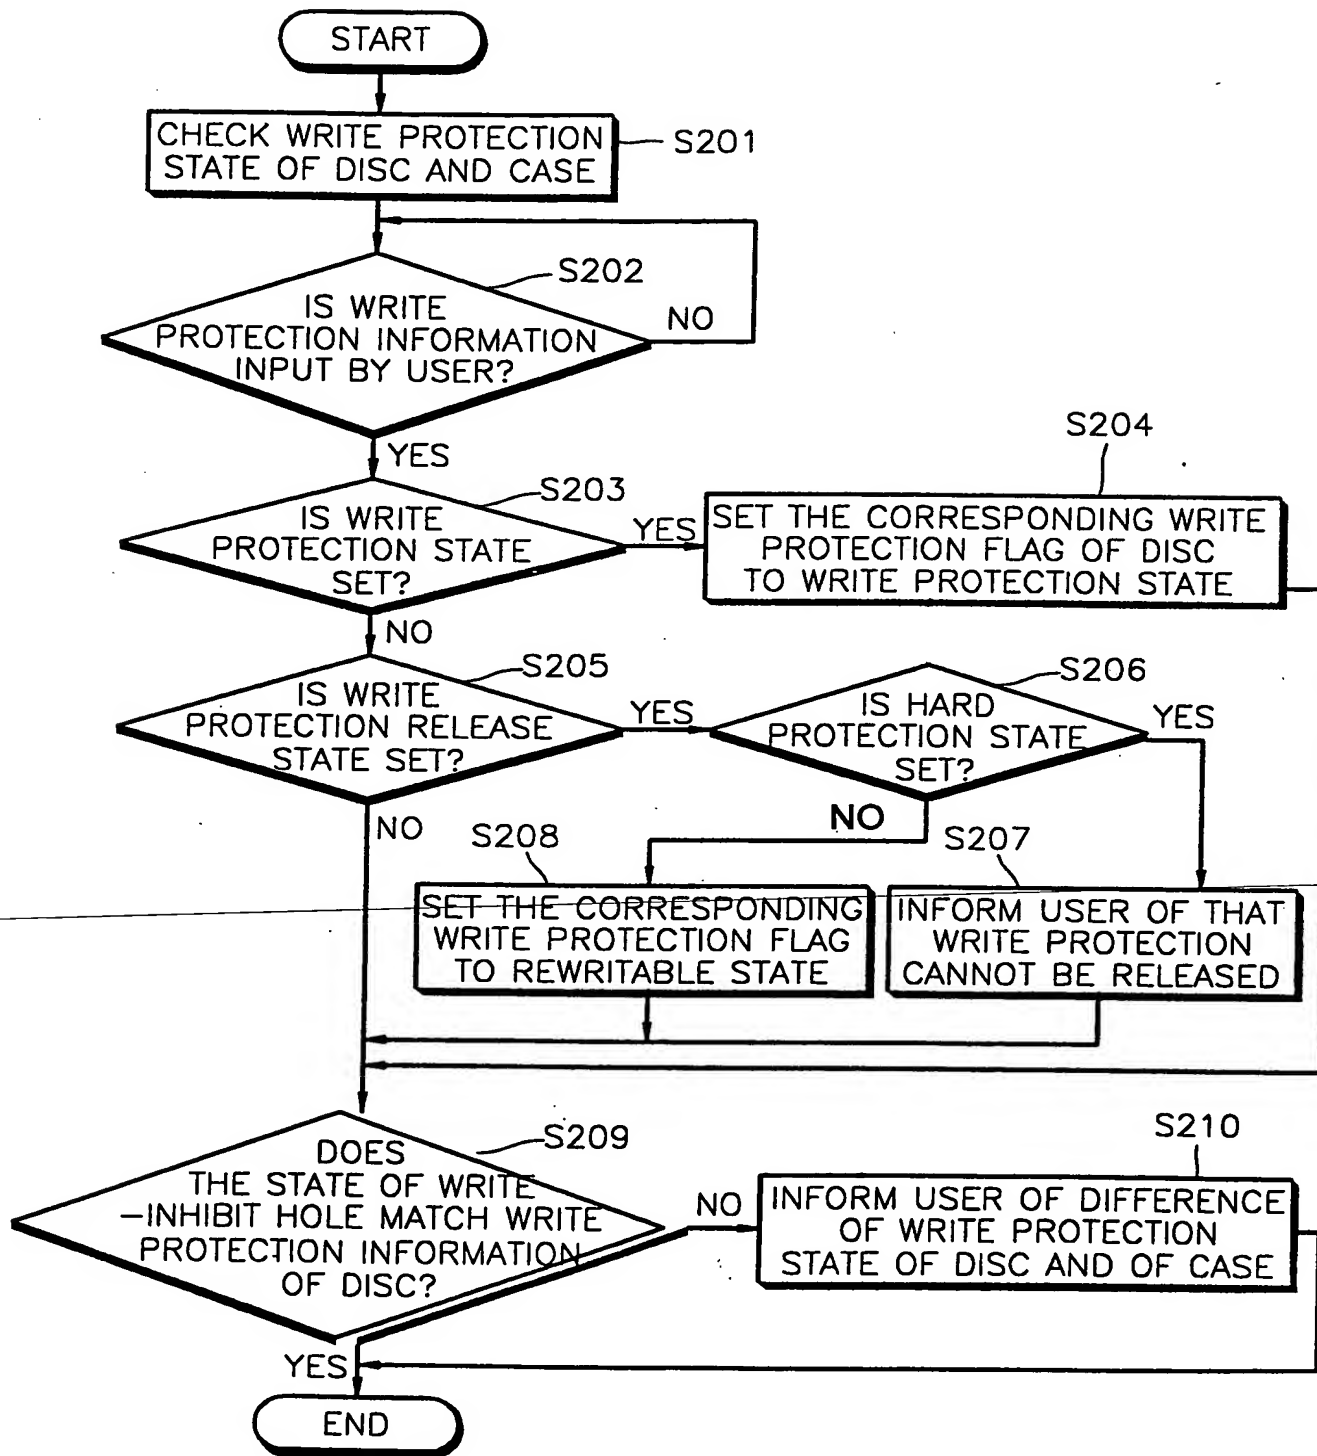 START
CHECK WRITE PROTECTION
STATE OF DISC AND CASE
S201
S202
IS WRITE
PROTECTION INFORMATION
INPUT BY USER?
NO
YES
S203
IS WRITE
PROTECTION STATE
SET?
YES
S204
SET THE CORRESPONDING WRITE
PROTECTION FLAG OF DISC
TO WRITE PROTECTION STATE
NO
S205
IS WRITE
PROTECTION RELEASE
STATE SET?
YES
S206
IS HARD
PROTECTION STATE
SET?
YES
NO
NO
S208
SET THE CORRESPONDING
WRITE PROTECTION FLAG
TO REWRITABLE STATE
S207
INFORM USER OF THAT
WRITE PROTECTION
CANNOT BE RELEASED
S209
DOES
THE STATE OF WRITE
-INHIBIT HOLE MATCH WRITE
PROTECTION INFORMATION
OF DISC?
NO
S210
INFORM USER OF DIFFERENCE
OF WRITE PROTECTION
STATE OF DISC AND OF CASE
YES
END